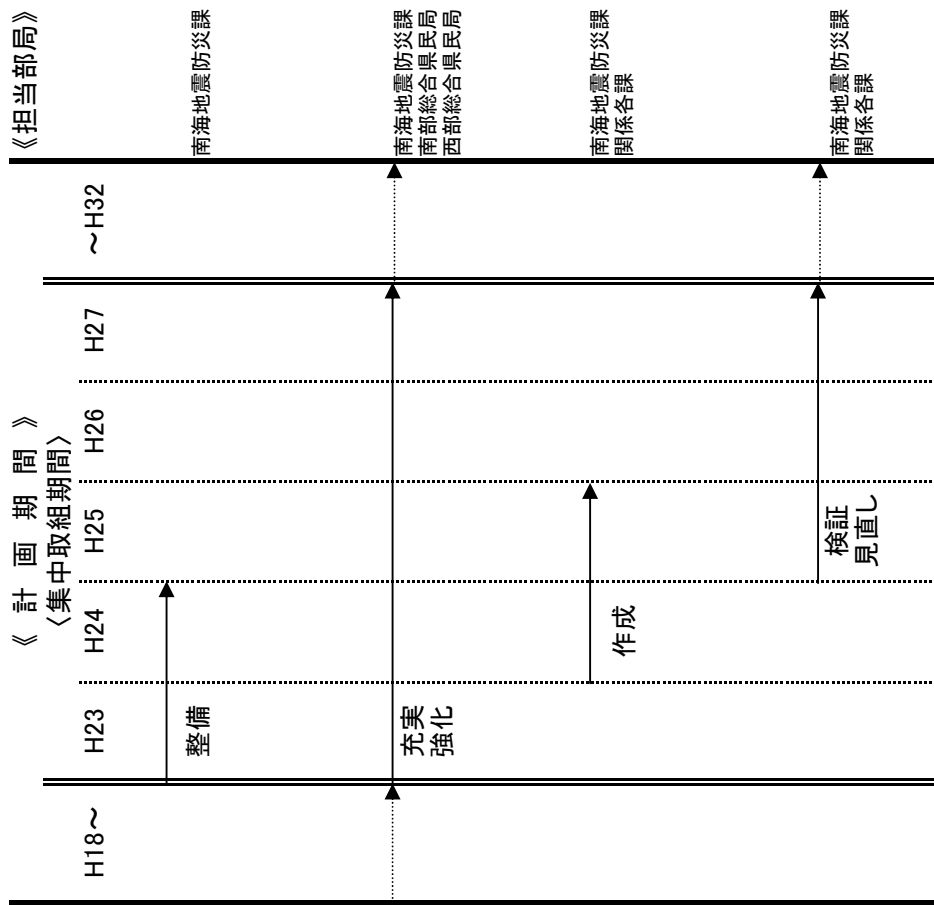 《 計 画 期 間 》
《担当部局》
〈集中取組期間〉
H18～
H23
H24
H25
H26
H27
～H32
整備
南海地震防災課
充実
強化
南海地震防災課
南部総合県民局
西部総合県民局
作成
南海地震防災課
関係各課
検証
見直し
南海地震防災課
関係各課